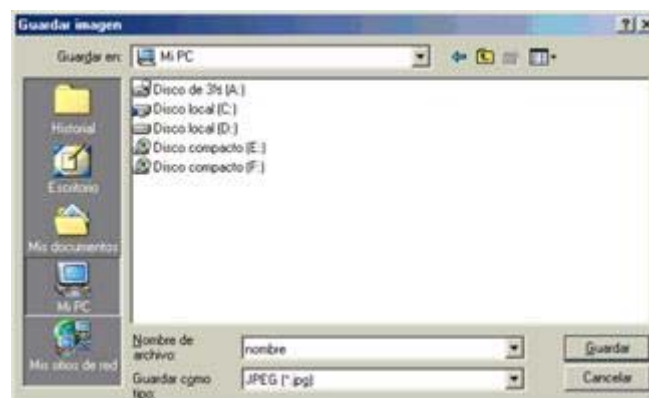 Guardar imagen
Guardar en:
Mi PC
Historial
Escritorio
Mis documentos
Mi PC
Mis sitios de red
Disco de 3½ (A:)
Disco local (C:)
Disco local (D:)
Disco compacto (E:)
Disco compacto (F:)
Nombre de
archivo:
nombre
Guardar
Guardar como
tipo:
JPEG (*.jpg)
Cancelar